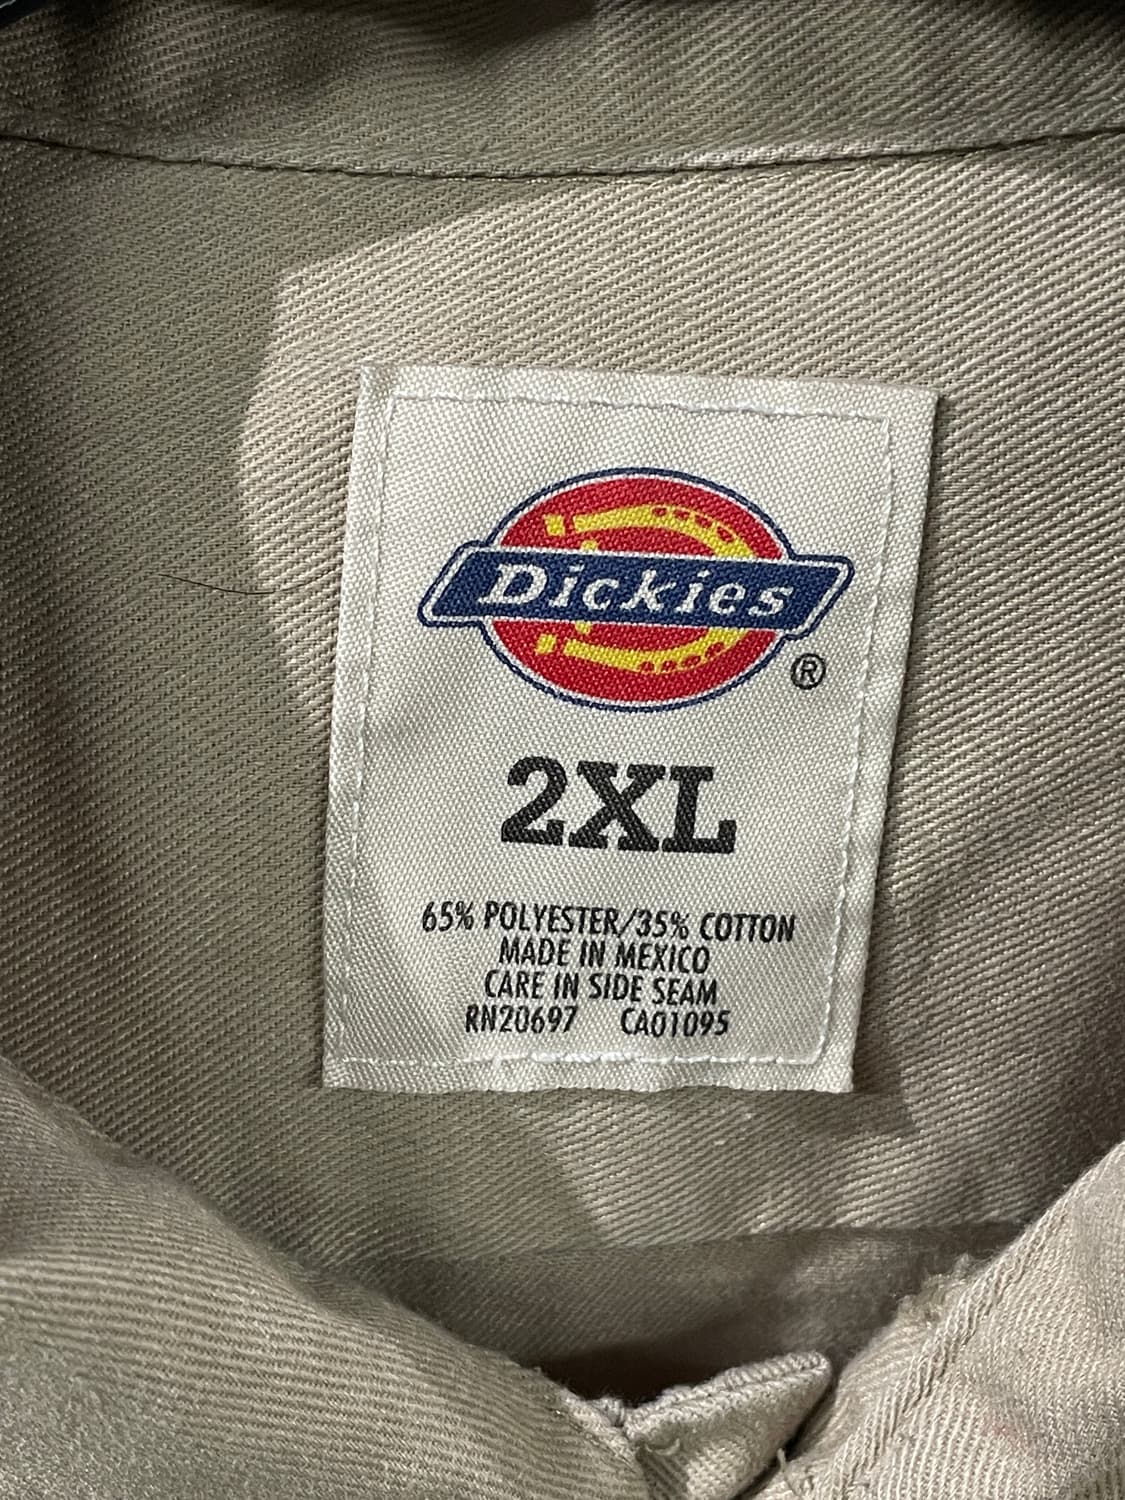 Dickies
®
2XL
65% POLYESTER/35% COTTON
MADE IN MEXICO
CARE IN SIDE SEAM
RN20697 CA01095